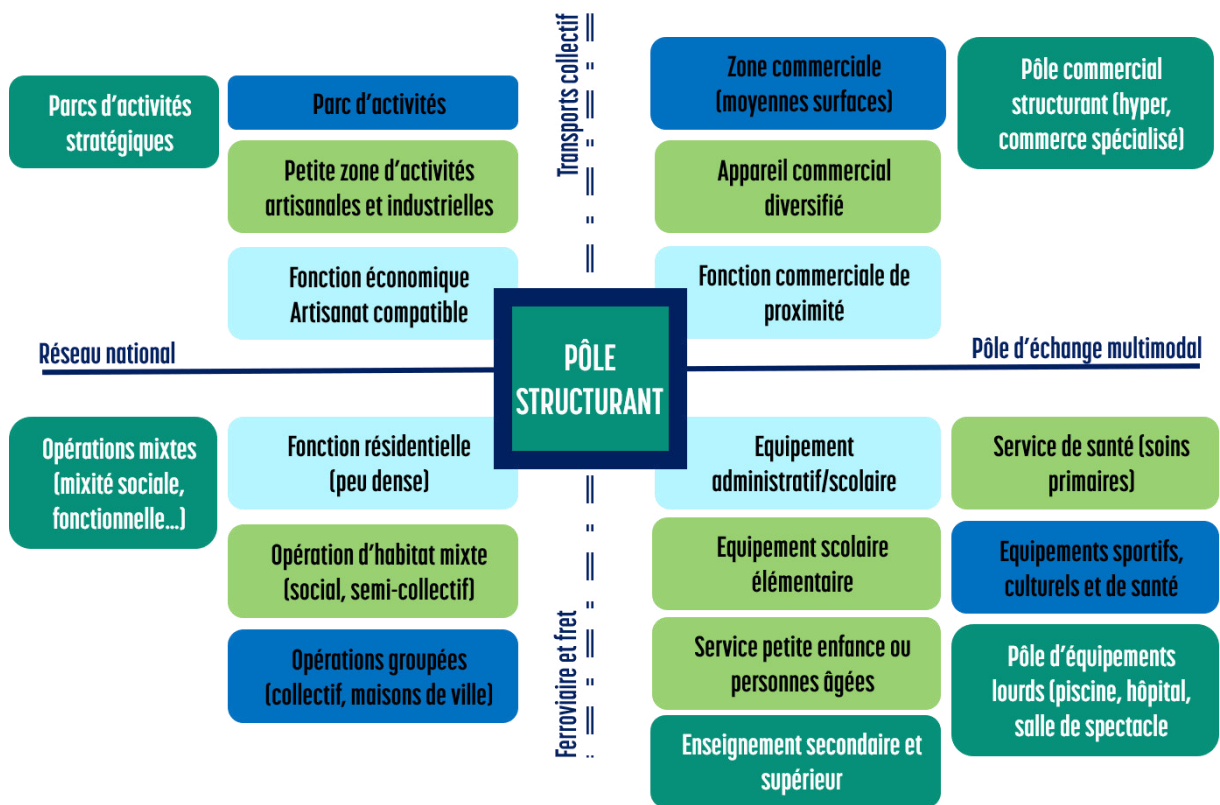 Transports collectif
Parcs d'activités
stratégiques
Parc d'activités
Petite zone d'activités
artisanales et industrielles
Fonction économique
Artisanat compatible
Zone commerciale
(moyennes surfaces)
Pôle commercial
structurant (hyper,
commerce spécialisé)
Appareil commercial
diversifié
Fonction commerciale de
proximité
Réseau national
PÔLE
STRUCTURANT
Pôle d'échange multimodal
Opérations mixtes
(mixité sociale,
fonctionnelle...)
Fonction résidentielle
(peu dense)
Opération d'habitat mixte
(social, semi-collectif)
Opérations groupées
(collectif, maisons de ville)
Ferroviaire et fret
Equipement
administratif/scolaire
Service de santé (soins
primaires)
Equipement scolaire
élémentaire
Equipements sportifs,
culturels et de santé
Service petite enfance ou
personnes âgées
Pôle d'équipements
lourds (piscine, hôpital,
salle de spectacle
Enseignement secondaire et
supérieur